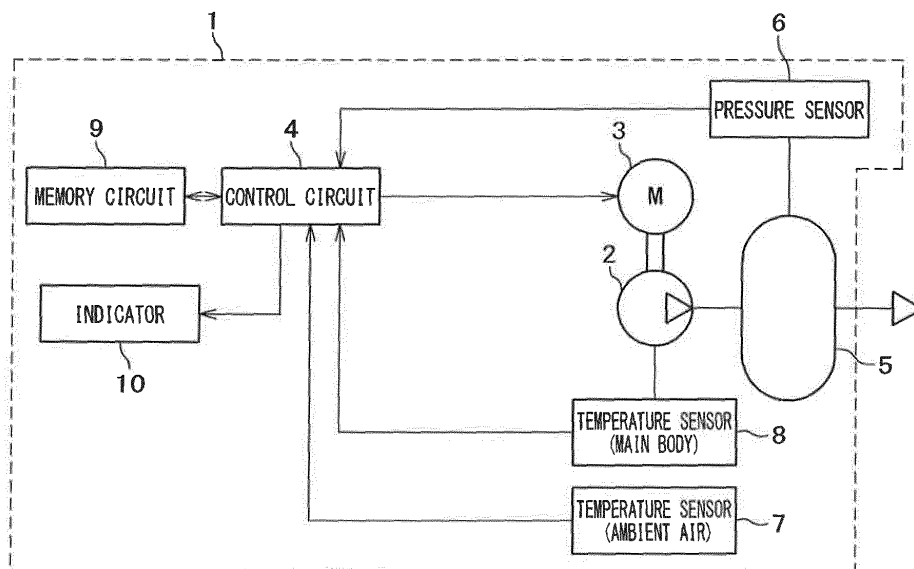 1
6
PRESSURE SENSOR
9
4
3
MEMORY CIRCUIT
CONTROL CIRCUIT
M
2
INDICATOR
10
5
TEMPERATURE SENSOR
(MAIN BODY)
8
TEMPERATURE SENSOR
(AMBIENT AIR)
7